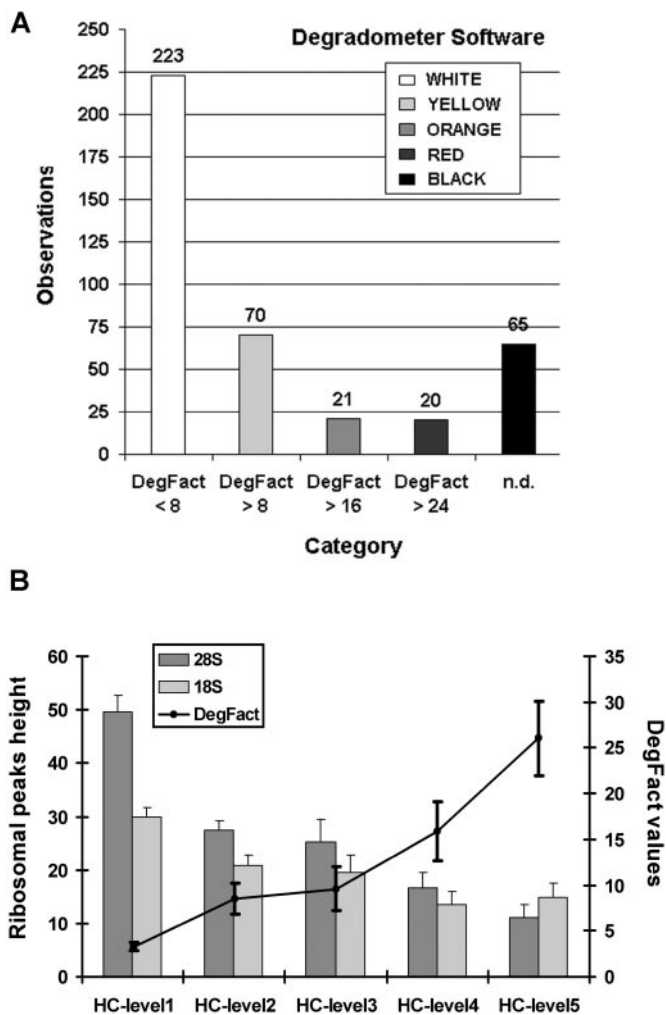 A
Degradometer Software
WHITE
YELLOW
ORANGE
RED
BLACK
Observations
250
225
200
175
150
125
100
75
50
25
0
223
70
21
20
65
DegFact < 8
DegFact > 8
DegFact > 16
DegFact > 24
n.d.
Category
B
28S
18S
DegFact
Ribosomal peaks height
60
50
40
30
20
10
0
35
30
25
20
15
10
5
0
DegFact values
HC-level1
HC-level2
HC-level3
HC-level4
HC-level5